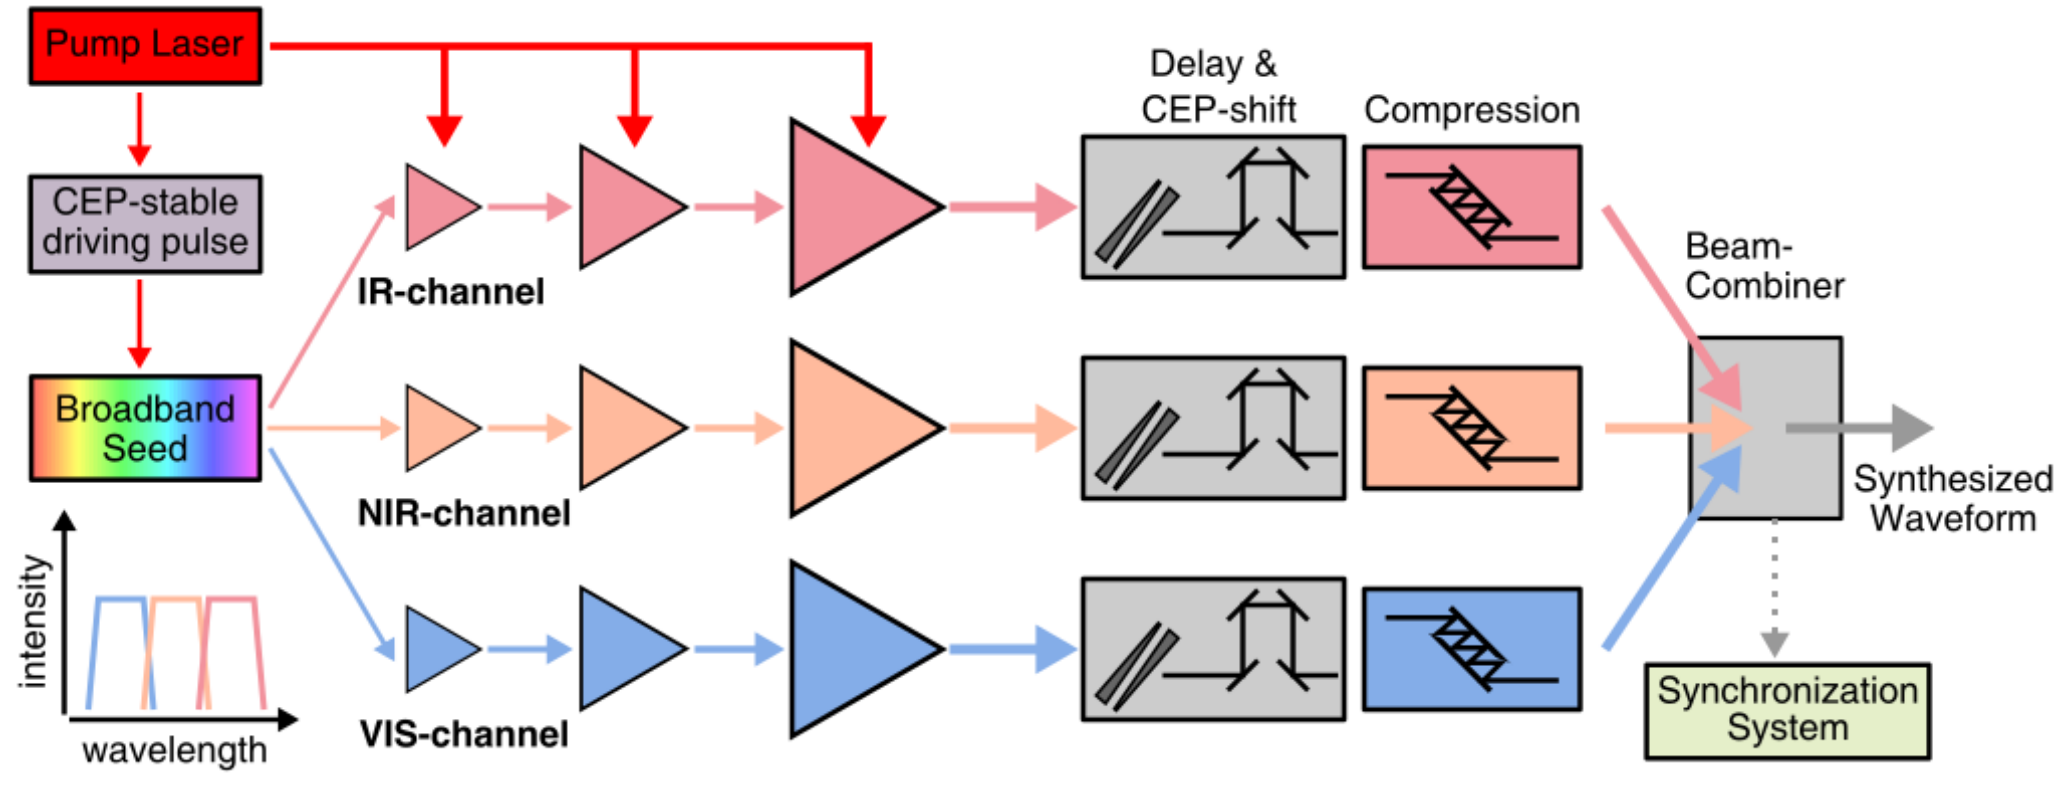 Pump Laser
CEP-stable
driving pulse
Broadband
Seed
intensity
wavelength
IR-channel
NIR-channel
VIS-channel
Delay &
CEP-shift
Compression
Beam-
Combiner
Synthesized
Waveform
Synchronization
System